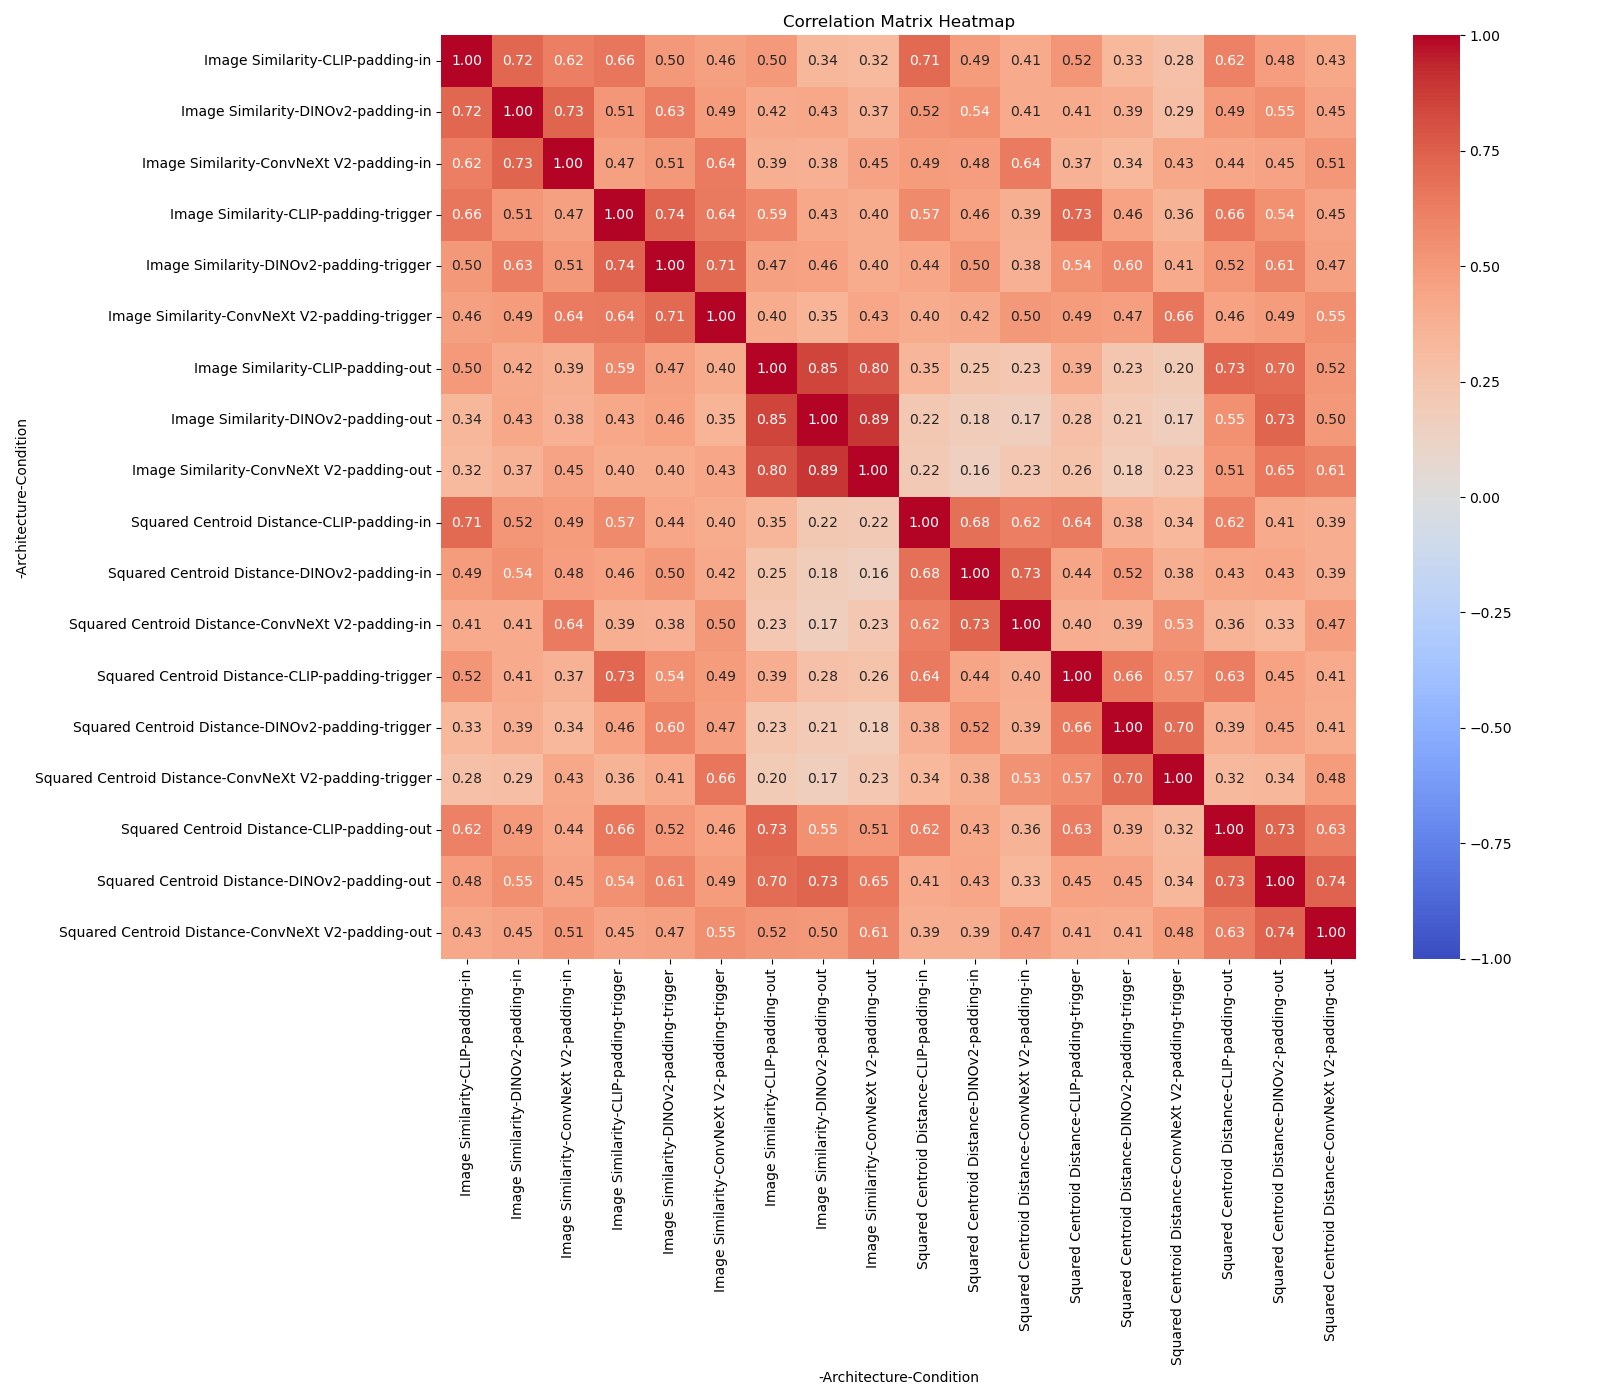 Correlation Matrix Heatmap
Image Similarity-CLIP-padding-in 1.00 0.72 0.62 0.66 0.50 0.46 0.50 0.34 0.32 0.71 0.49 0.41 0.52 0.33 0.28 0.62 0.48 0.43
Image Similarity-DINOv2-padding-in 0.72 1.00 0.73 0.51 0.63 0.49 0.42 0.43 0.37 0.52 0.54 0.41 0.41 0.39 0.29 0.49 0.55 0.45
Image Similarity-ConvNeXt V2-padding-in 0.62 0.73 1.00 0.47 0.51 0.64 0.39 0.38 0.45 0.49 0.48 0.64 0.37 0.34 0.43 0.44 0.45 0.51
Image Similarity-CLIP-padding-trigger 0.66 0.51 0.47 1.00 0.74 0.64 0.59 0.43 0.40 0.57 0.46 0.39 0.73 0.46 0.36 0.66 0.54 0.45
Image Similarity-DINOv2-padding-trigger 0.50 0.63 0.51 0.74 1.00 0.71 0.47 0.46 0.40 0.44 0.50 0.38 0.54 0.60 0.41 0.52 0.61 0.47
Image Similarity-ConvNeXt V2-padding-trigger 0.46 0.49 0.64 0.64 0.71 1.00 0.40 0.35 0.43 0.40 0.42 0.50 0.49 0.47 0.66 0.46 0.49 0.55
Image Similarity-CLIP-padding-out 0.50 0.42 0.39 0.59 0.47 0.40 1.00 0.85 0.80 0.35 0.25 0.23 0.39 0.23 0.20 0.73 0.70 0.52
Image Similarity-DINOv2-padding-out 0.34 0.43 0.38 0.43 0.46 0.35 0.85 1.00 0.89 0.22 0.18 0.17 0.28 0.21 0.17 0.55 0.73 0.50
Image Similarity-ConvNeXt V2-padding-out 0.32 0.37 0.45 0.40 0.40 0.43 0.80 0.89 1.00 0.22 0.16 0.23 0.26 0.18 0.23 0.51 0.65 0.61
Squared Centroid Distance-CLIP-padding-in 0.71 0.52 0.49 0.57 0.44 0.40 0.35 0.22 0.22 1.00 0.68 0.62 0.64 0.38 0.34 0.62 0.41 0.39
Squared Centroid Distance-DINOv2-padding-in 0.49 0.54 0.48 0.46 0.50 0.42 0.25 0.18 0.16 0.68 1.00 0.73 0.44 0.52 0.38 0.43 0.43 0.39
Squared Centroid Distance-ConvNeXt V2-padding-in 0.41 0.41 0.64 0.39 0.38 0.50 0.23 0.17 0.23 0.62 0.73 1.00 0.40 0.39 0.53 0.36 0.33 0.47
Squared Centroid Distance-CLIP-padding-trigger 0.52 0.41 0.37 0.73 0.54 0.49 0.39 0.28 0.26 0.64 0.44 0.40 1.00 0.66 0.57 0.63 0.45 0.41
Squared Centroid Distance-DINOv2-padding-trigger 0.33 0.39 0.34 0.46 0.60 0.47 0.23 0.21 0.18 0.38 0.52 0.39 0.66 1.00 0.70 0.39 0.45 0.41
Squared Centroid Distance-ConvNeXt V2-padding-trigger 0.28 0.29 0.43 0.36 0.41 0.66 0.20 0.17 0.23 0.34 0.38 0.53 0.57 0.70 1.00 0.32 0.34 0.48
Squared Centroid Distance-CLIP-padding-out 0.62 0.49 0.44 0.66 0.52 0.46 0.73 0.55 0.51 0.62 0.43 0.36 0.63 0.39 0.32 1.00 0.73 0.63
Squared Centroid Distance-DINOv2-padding-out 0.48 0.55 0.45 0.54 0.61 0.49 0.70 0.73 0.65 0.41 0.43 0.33 0.45 0.45 0.34 0.73 1.00 0.74
Squared Centroid Distance-ConvNeXt V2-padding-out 0.43 0.45 0.51 0.45 0.47 0.55 0.52 0.50 0.61 0.39 0.39 0.47 0.41 0.41 0.48 0.63 0.74 1.00
-Architecture-Condition
Image Similarity-CLIP-padding-in
Image Similarity-DINOv2-padding-in
Image Similarity-ConvNeXt V2-padding-in
Image Similarity-CLIP-padding-trigger
Image Similarity-DINOv2-padding-trigger
Image Similarity-ConvNeXt V2-padding-trigger
Image Similarity-CLIP-padding-out
Image Similarity-DINOv2-padding-out
Image Similarity-ConvNeXt V2-padding-out
Squared Centroid Distance-CLIP-padding-in
Squared Centroid Distance-DINOv2-padding-in
Squared Centroid Distance-ConvNeXt V2-padding-in
Squared Centroid Distance-CLIP-padding-trigger
Squared Centroid Distance-DINOv2-padding-trigger
Squared Centroid Distance-ConvNeXt V2-padding-trigger
Squared Centroid Distance-CLIP-padding-out
Squared Centroid Distance-DINOv2-padding-out
Squared Centroid Distance-ConvNeXt V2-padding-out
-Architecture-Condition
1.00
0.75
0.50
0.25
0.00
−0.25
−0.50
−0.75
−1.00